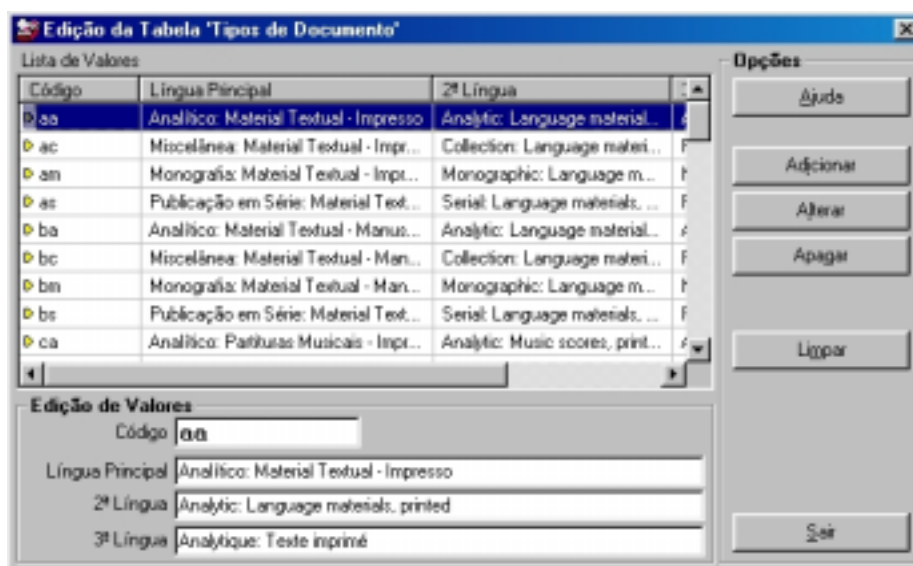 Edição da Tabela 'Tipos de Documento'
Lista de Valores
Código Língua Principal 2ª Língua
aa Analítico: Material Textual - Impresso Analytic: Language material...
ac Miscelânea: Material Textual - Impr... Collection: Language materi...
am Monografia: Material Textual - Impr... Monographic: Language m...
as Publicação em Série: Material Text... Serial: Language materials, ...
ba Analítico: Material Textual - Manus... Analytic: Language material...
bc Miscelânea: Material Textual - Man... Collection: Language materi...
bm Monografia: Material Textual - Man... Monographic: Language m...
bs Publicação em Série: Material Text... Serial: Language materials, ...
ca Analítico: Partituras Musicais - Impr... Analytic: Music scores, print...
Opções
Ajuda
Adicionar
Alterar
Apagar
Limpar
Sair
Edição de Valores
Código aa
Língua Principal Analítico: Material Textual - Impresso
2ª Língua Analytic: Language materials, printed
3ª Língua Analytique: Texte imprimé